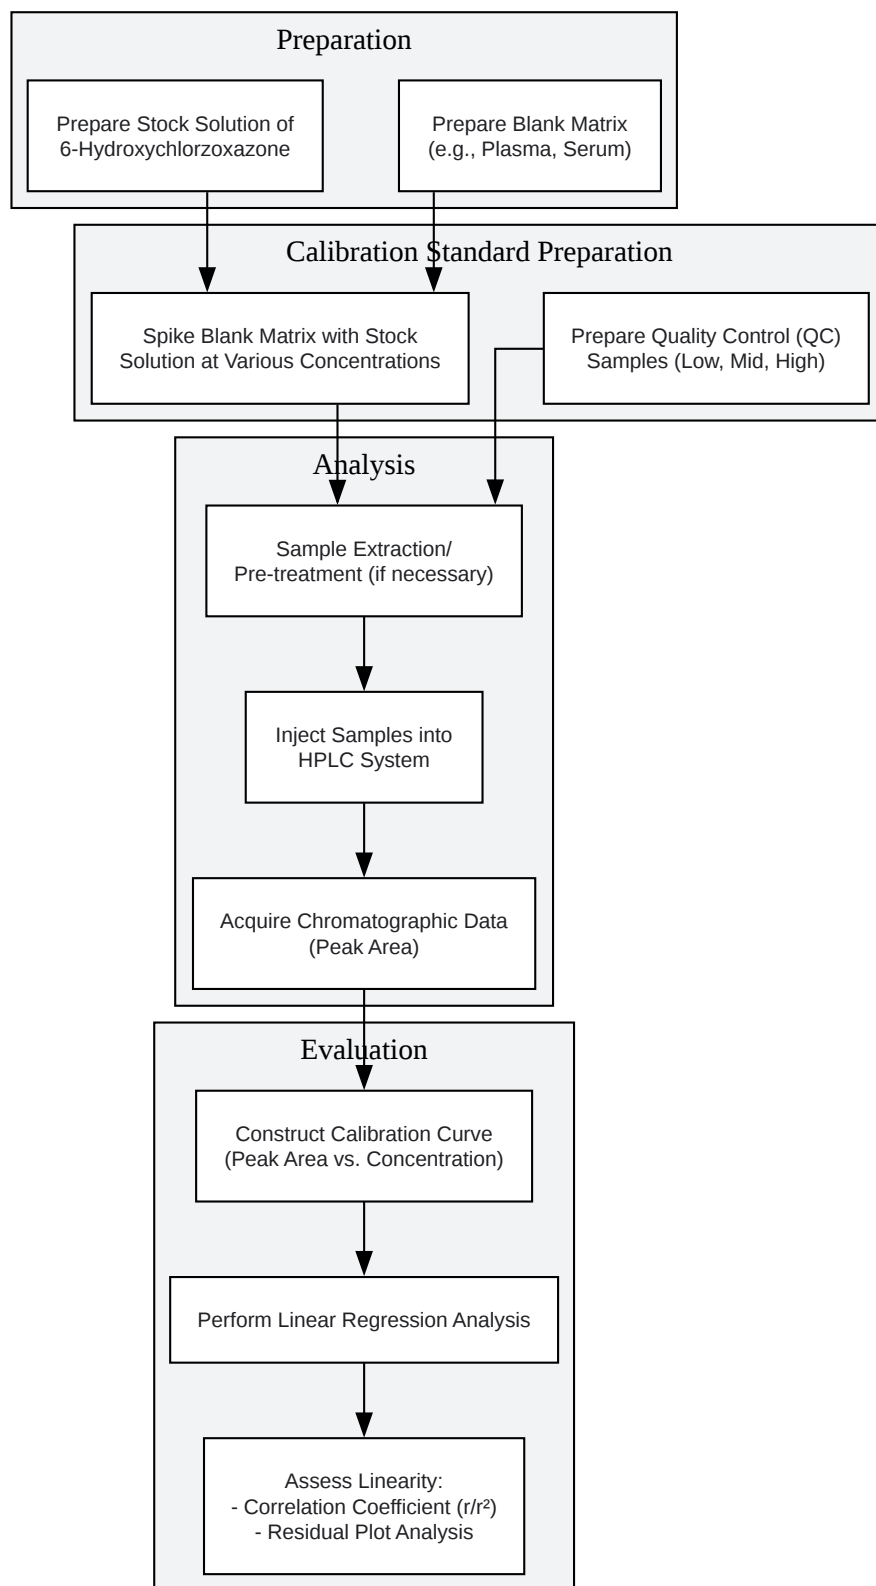 Preparation
Prepare Stock Solution of
6-Hydroxychlorzoxazone
Prepare Blank Matrix
(e.g., Plasma, Serum)
Calibration Standard Preparation
Spike Blank Matrix with Stock
Solution at Various Concentrations
Prepare Quality Control (QC)
Samples (Low, Mid, High)
Analysis
Sample Extraction/
Pre-treatment (if necessary)
Inject Samples into
HPLC System
Acquire Chromatographic Data
(Peak Area)
Evaluation
Construct Calibration Curve
(Peak Area vs. Concentration)
Perform Linear Regression Analysis
Assess Linearity:
- Correlation Coefficient (r/r²)
- Residual Plot Analysis